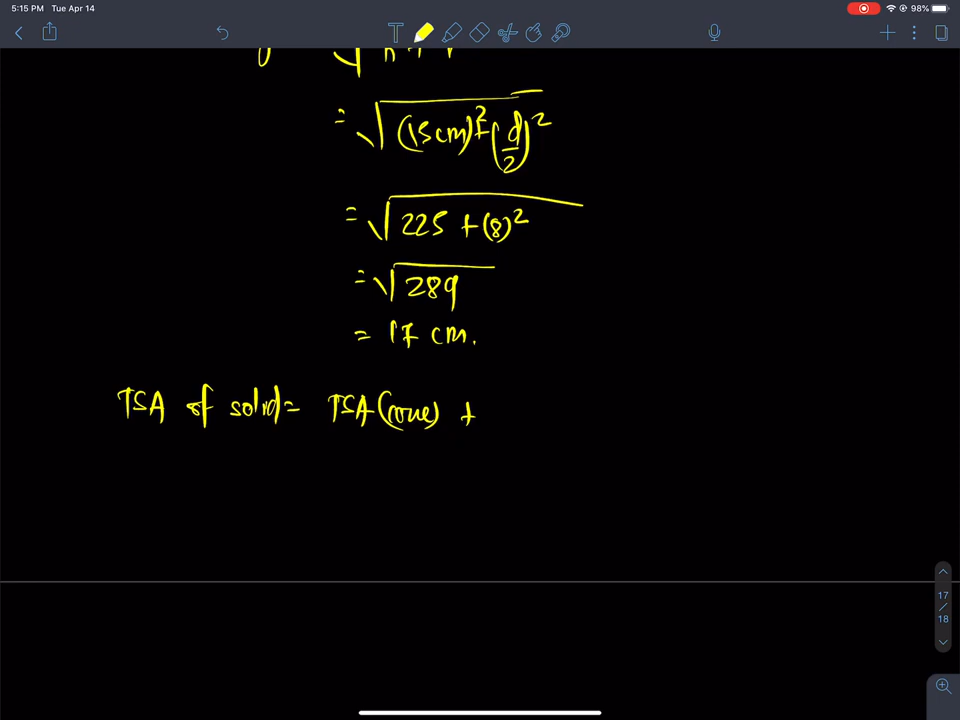 5:15 PM Tue Apr 14
98%
= √((15cm)² + (d/2)²)
= √(225 + (8)²)
= √289
= 17 cm.
TSA of solid = TSA (cone) +
17
/
18